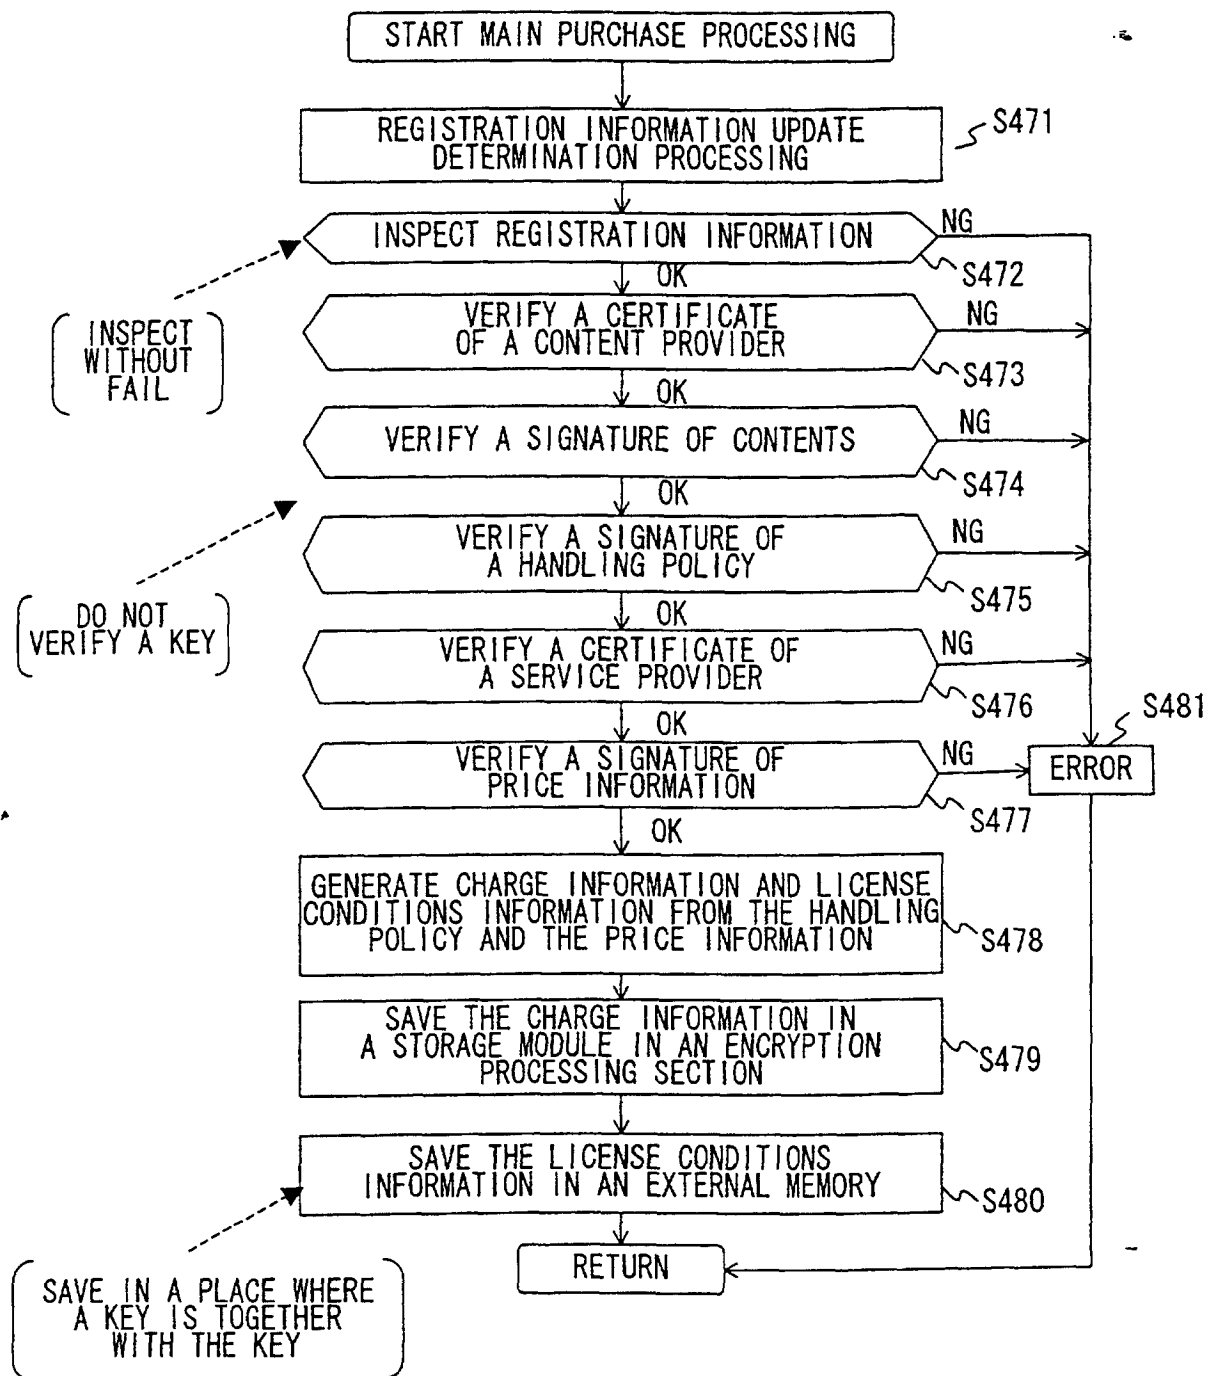 START MAIN PURCHASE PROCESSING
REGISTRATION INFORMATION UPDATE
DETERMINATION PROCESSING
S471
INSPECT REGISTRATION INFORMATION
NG
S472
OK
INSPECT
WITHOUT
FAIL
VERIFY A CERTIFICATE
OF A CONTENT PROVIDER
NG
S473
OK
VERIFY A SIGNATURE OF CONTENTS
NG
S474
OK
DO NOT
VERIFY A KEY
VERIFY A SIGNATURE OF
A HANDLING POLICY
NG
S475
OK
VERIFY A CERTIFICATE OF
A SERVICE PROVIDER
NG
S476
OK
VERIFY A SIGNATURE OF
PRICE INFORMATION
NG
S477
OK
S481
ERROR
GENERATE CHARGE INFORMATION AND LICENSE
CONDITIONS INFORMATION FROM THE HANDLING
POLICY AND THE PRICE INFORMATION
S478
SAVE THE CHARGE INFORMATION IN
A STORAGE MODULE IN AN ENCRYPTION
PROCESSING SECTION
S479
SAVE THE LICENSE CONDITIONS
INFORMATION IN AN EXTERNAL MEMORY
S480
SAVE IN A PLACE WHERE
A KEY IS TOGETHER
WITH THE KEY
RETURN